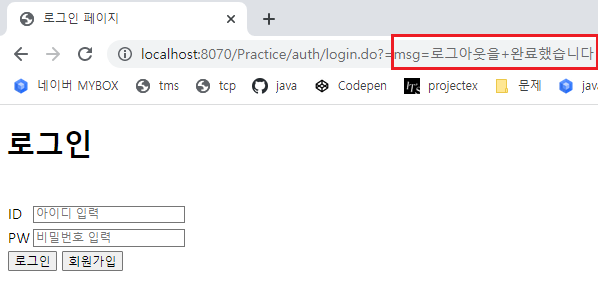 로그인 페이지
localhost:8070/Practice/auth/login.do?=msg=로그아웃을+완료했습니다
네이버 MYBOX tms tcp java Codepen projectex 문제 java
로그인
ID 아이디 입력
PW 비밀번호 입력
로그인 회원가입